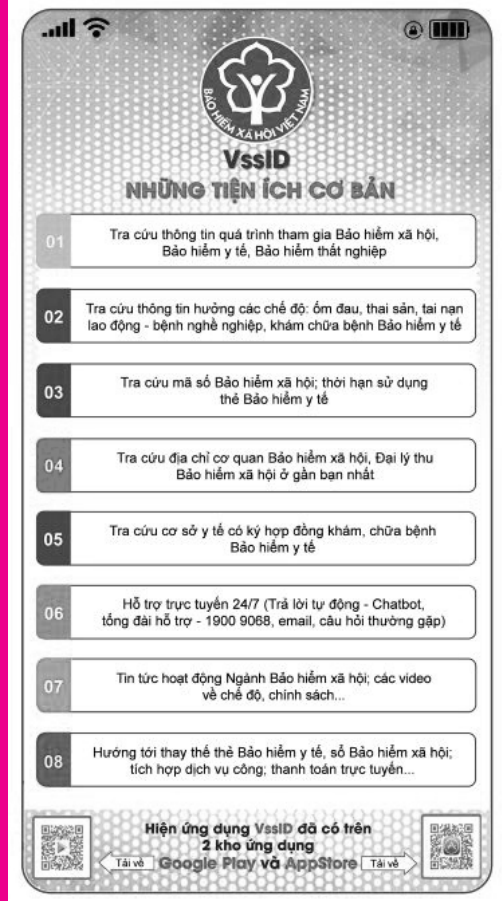 BẢO HIỂM XÃ HỘI VIỆT NAM
VssID
NHỮNG TIỆN ÍCH CƠ BẢN
01
Tra cứu thông tin quá trình tham gia Bảo hiểm xã hội,
Bảo hiểm y tế, Bảo hiểm thất nghiệp
02
Tra cứu thông tin hưởng các chế độ: ốm đau, thai sản, tai nạn
lao động - bệnh nghề nghiệp, khám chữa bệnh Bảo hiểm y tế
03
Tra cứu mã số Bảo hiểm xã hội; thời hạn sử dụng
thẻ Bảo hiểm y tế
04
Tra cứu địa chỉ cơ quan Bảo hiểm xã hội, Đại lý thu
Bảo hiểm xã hội ở gần bạn nhất
05
Tra cứu cơ sở y tế có ký hợp đồng khám, chữa bệnh
Bảo hiểm y tế
06
Hỗ trợ trực tuyến 24/7 (Trả lời tự động - Chatbot,
tổng đài hỗ trợ - 1900 9068, email, câu hỏi thường gặp)
07
Tin tức hoạt động Ngành Bảo hiểm xã hội; các video
về chế độ, chính sách...
08
Hướng tới thay thế thẻ Bảo hiểm y tế, sổ Bảo hiểm xã hội;
tích hợp dịch vụ công; thanh toán trực tuyến...
Hiện ứng dụng VssID đã có trên
2 kho ứng dụng
Tải về Google Play và AppStore Tải về